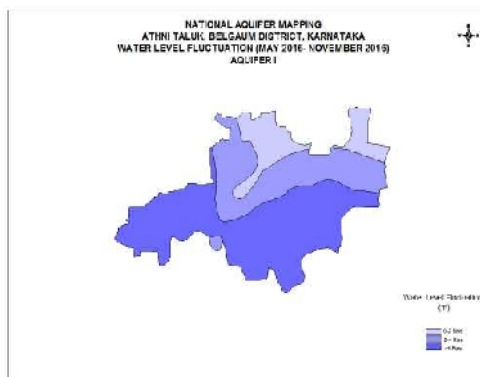 NATIONAL AQUIFER MAPPING
ATHNI TALUK, BELGAUM DISTRICT, KARNATAKA
WATER LEVEL FLUCTUATION (MAY 2016- NOVEMBER 2016)
AQUIFER I
Water Level Fluctuation
(m)